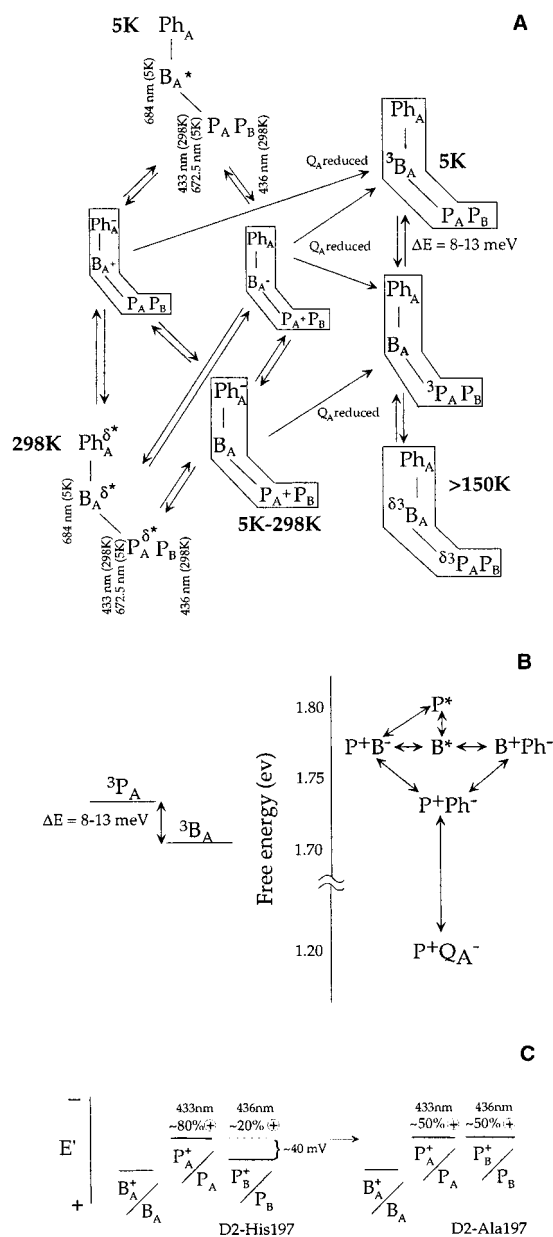 A
5K
Ph_A
B_A*
684 nm (5K)
P_A P_B
433 nm (298K)
672.5 nm (5K)
436 nm (298K)
Ph_A
³B_A
P_A P_B
5K
Q_A reduced
Ph_A⁻
B_A⁺
P_A P_B
Ph_A
B_A⁻
P_A⁺ P_B
Q_A reduced
ΔE = 8-13 meV
Ph_A
B_A
³P_A P_B
298K
Ph_A^δ*
B_A^δ*
684 nm (5K)
P_A^δ* P_B
433 nm (298K)
672.5 nm (5K)
436 nm (298K)
Ph_A⁻
B_A
P_A⁺ P_B
5K-298K
Q_A reduced
Ph_A
>150K
δ³B_A
δ³P_A P_B
B
Free energy (ev)
1.80
1.75
1.70
1.20
P*
P⁺B⁻
B*
B⁺Ph⁻
P⁺Ph⁻
P⁺Q_A⁻
³P_A
ΔE = 8-13 meV
³B_A
C
−
E'
+
433nm
~80% +
436nm
~20% +
~40 mV
B_A⁺/B_A
P_A⁺/P_A
P_B⁺/P_B
D2-His197
433nm
~50% +
436nm
~50% +
B_A⁺/B_A
P_A⁺/P_A
P_B⁺/P_B
D2-Ala197